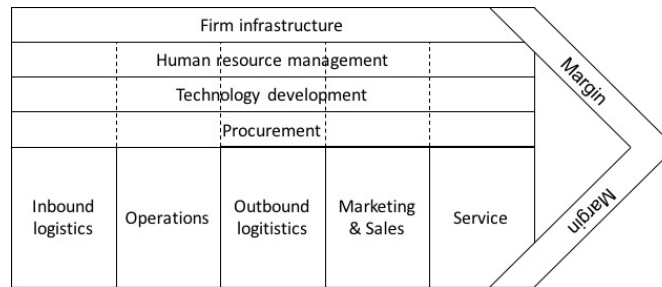 Firm infrastructure
Human resource management
Technology development
Procurement
Inbound
logistics
Operations
Outbound
logitistics
Marketing
& Sales
Service
Margin
Margin